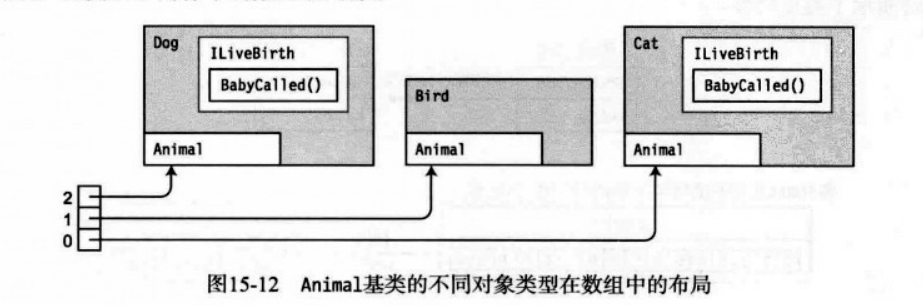 Dog
ILiveBirth
BabyCalled()
Animal
Bird
Animal
Cat
ILiveBirth
BabyCalled()
Animal
2
1
0
图15-12 Animal基类的不同对象类型在数组中的布局